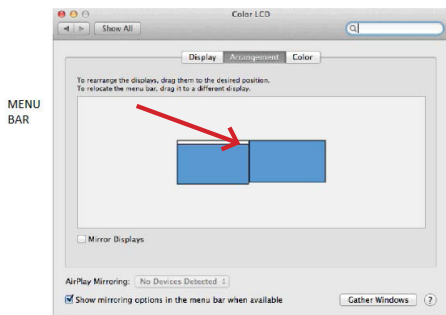 Color LCD
Show All
Display Arrangement Color
To rearrange the displays, drag them to the desired position.
To relocate the menu bar, drag it to a different display.
MENU
BAR
Mirror Displays
AirPlay Mirroring: No Devices Detected
Show mirroring options in the menu bar when available
Gather Windows ?